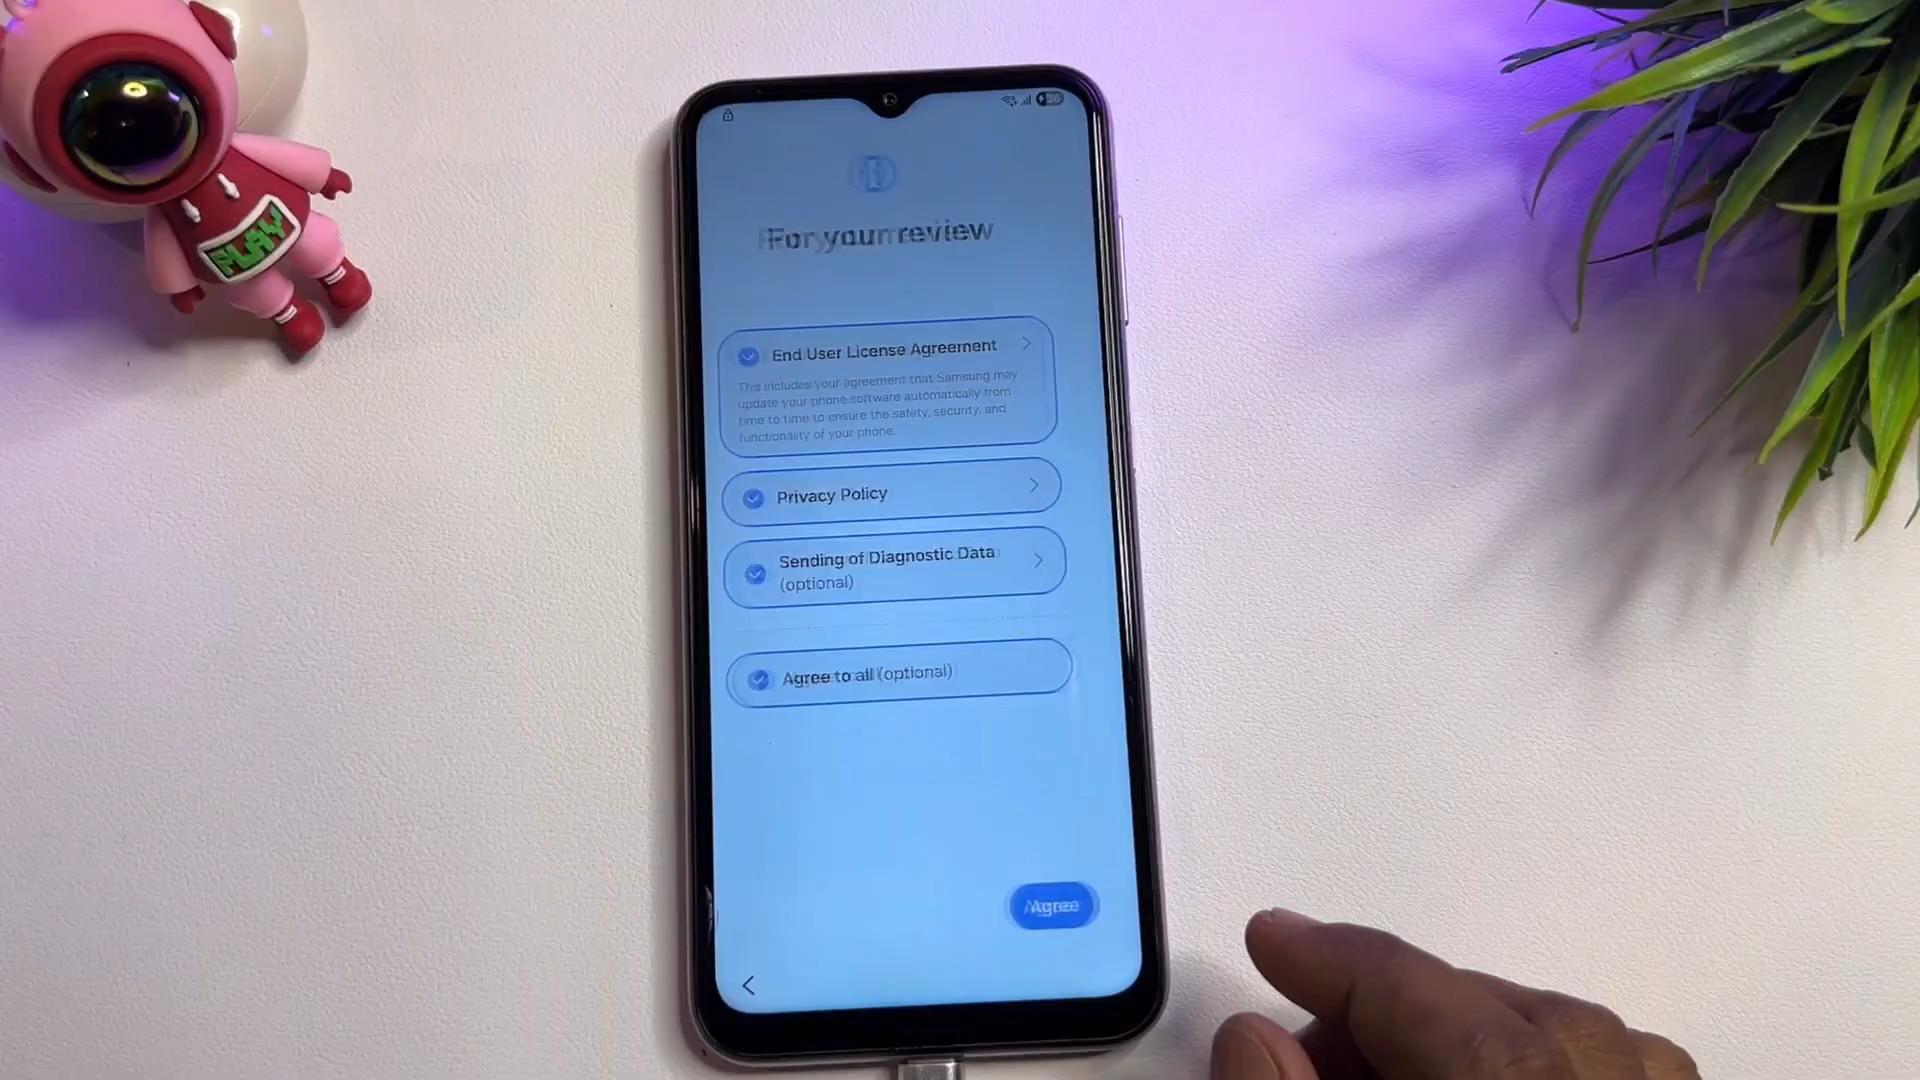 For your review
End User License Agreement
This includes your agreement that Samsung may
update your phone software automatically from
time to time to ensure the safety, security, and
functionality of your phone.
Privacy Policy
Sending of Diagnostic Data
(optional)
Agree to all (optional)
Agree
PLAY